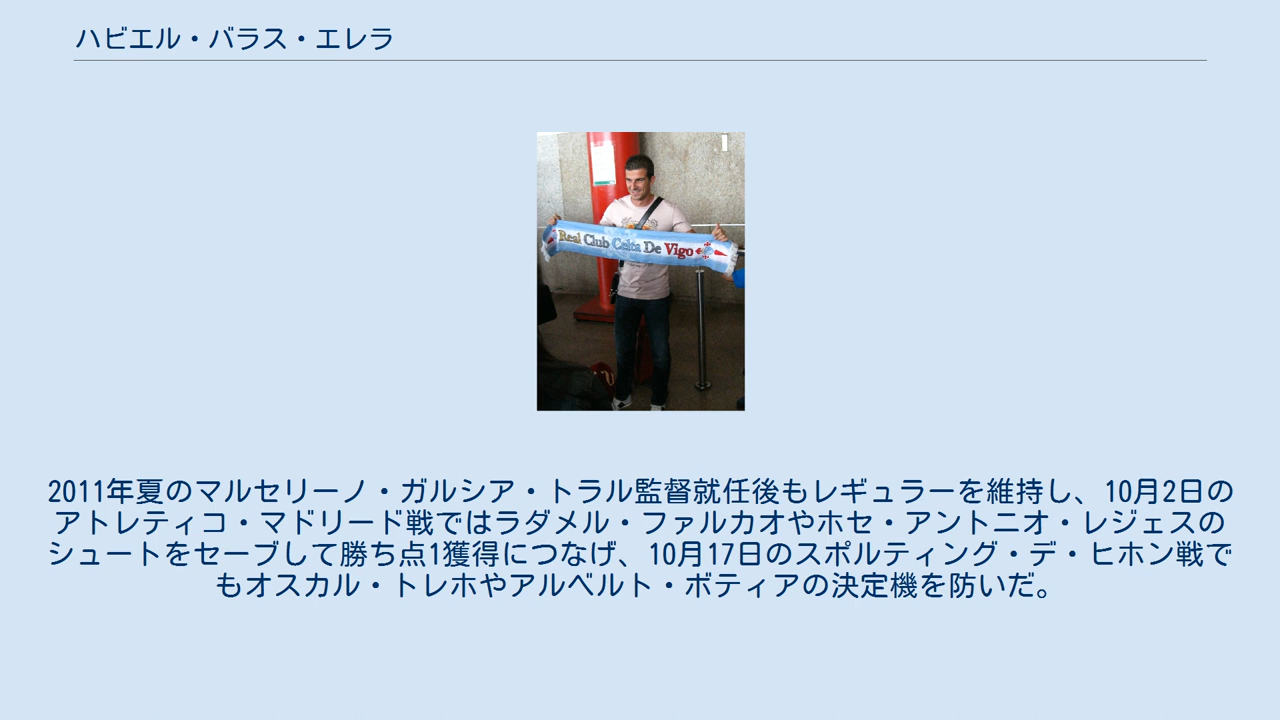 ハビエル・バラス・エレラ
Real Club Celta De Vigo
2011年夏のマルセリーノ・ガルシア・トラル監督就任後もレギュラーを維持し、10月2日の
アトレティコ・マドリード戦ではラダメル・ファルカオやホセ・アントニオ・レジェスの
シュートをセーブして勝ち点1獲得につなげ、10月17日のスポルティング・デ・ヒホン戦で
もオスカル・トレホやアルベルト・ボティアの決定機を防いだ。